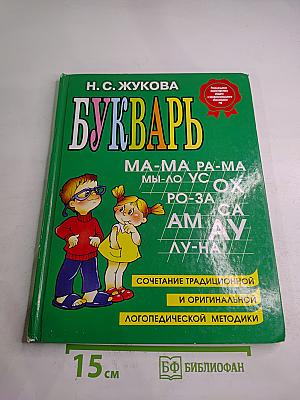 Н. С. ЖУКОВА
БУКВАРЬ
МА-МА РА-МА
МЫ-ЛО УС ОХ
РО-ЗА СА
АМ АУ
ЛУ-НА
СОЧЕТАНИЕ ТРАДИЦИОННОЙ
И ОРИГИНАЛЬНОЙ
ЛОГОПЕДИЧЕСКОЙ МЕТОДИКИ
15 см
БФ БИБЛИОФАН